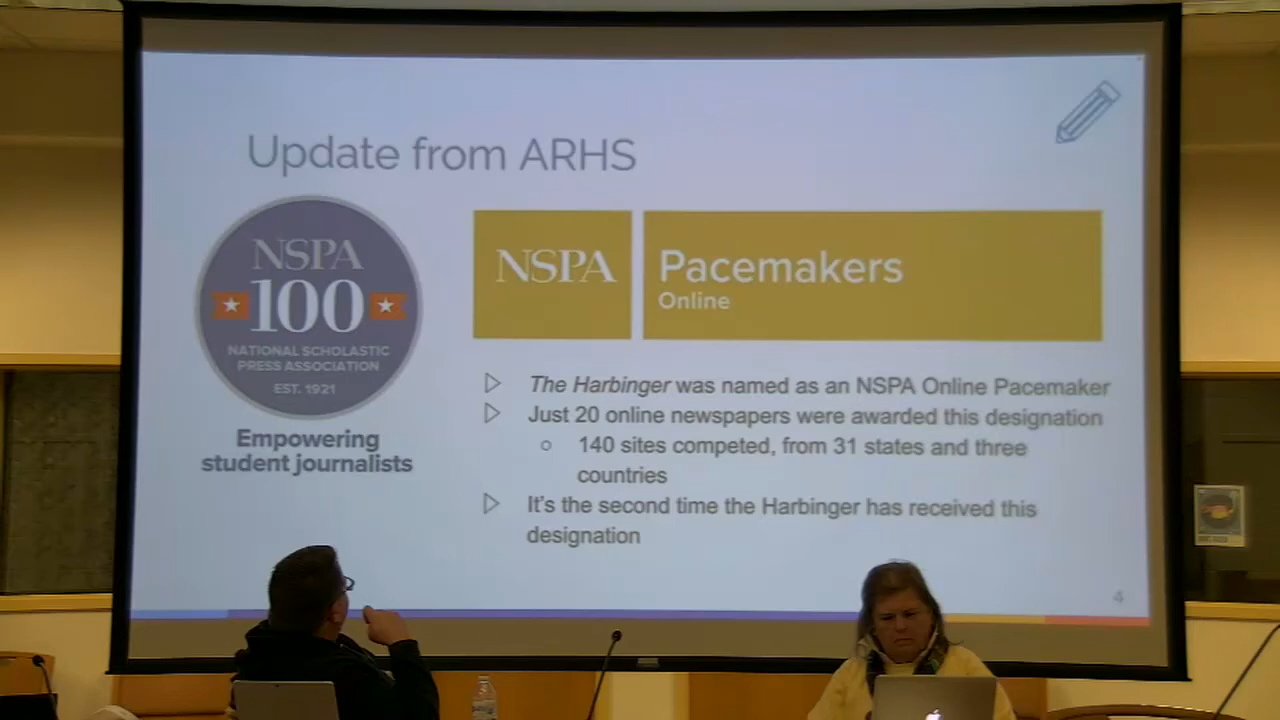 Update from ARHS
NSPA
100
NATIONAL SCHOLASTIC
PRESS ASSOCIATION
EST. 1921
Empowering
student journalists
NSPA
Pacemakers
Online
The Harbinger was named as an NSPA Online Pacemaker
Just 20 online newspapers were awarded this designation
140 sites competed, from 31 states and three
countries
It's the second time the Harbinger has received this
designation
4